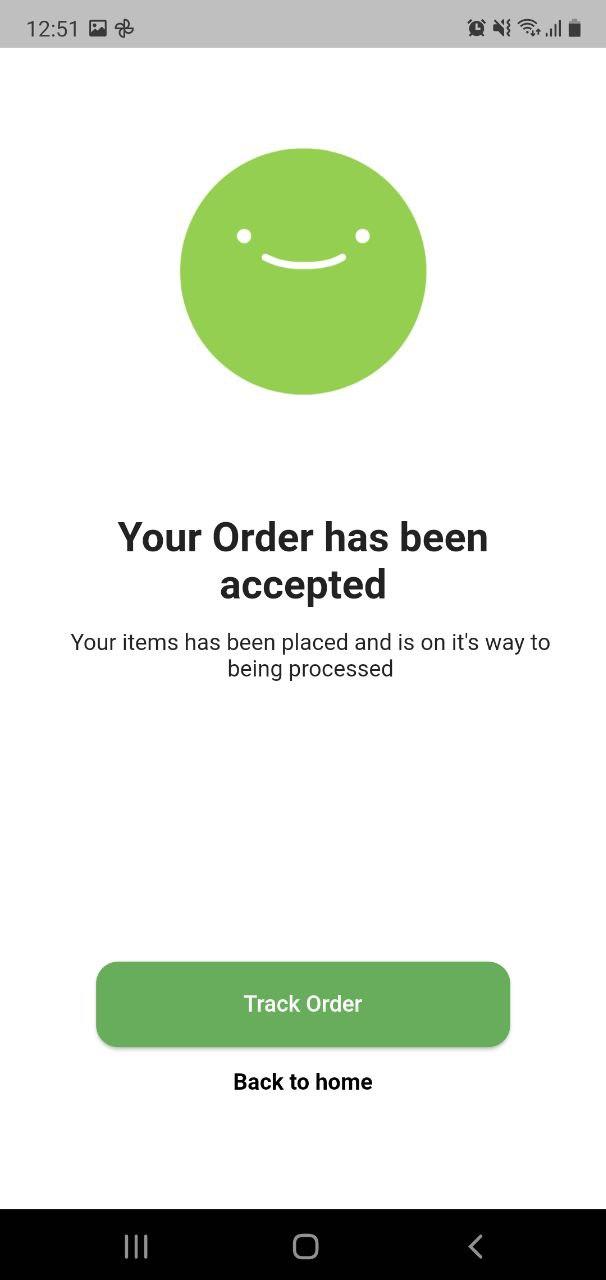 12:51
Your Order has been
accepted
Your items has been placed and is on it's way to
being processed
Track Order
Back to home